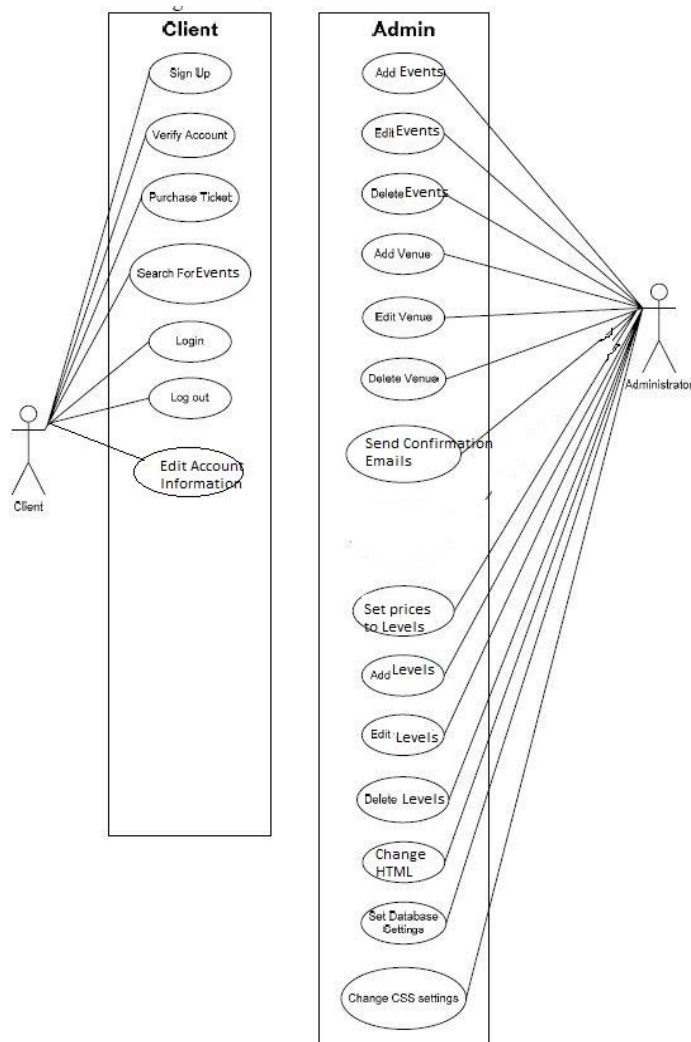 Client
Sign Up
Verify Account
Purchase Ticket
Search For Events
Login
Log out
Edit Account
Information
Client
Admin
Add Events
Edit Events
Delete Events
Add Venue
Edit Venue
Delete Venue
Send Confirmation
Emails
Set prices
to Levels
Add Levels
Edit Levels
Delete Levels
Change
HTML
Set Database
Settings
Change CSS settings
Administrator